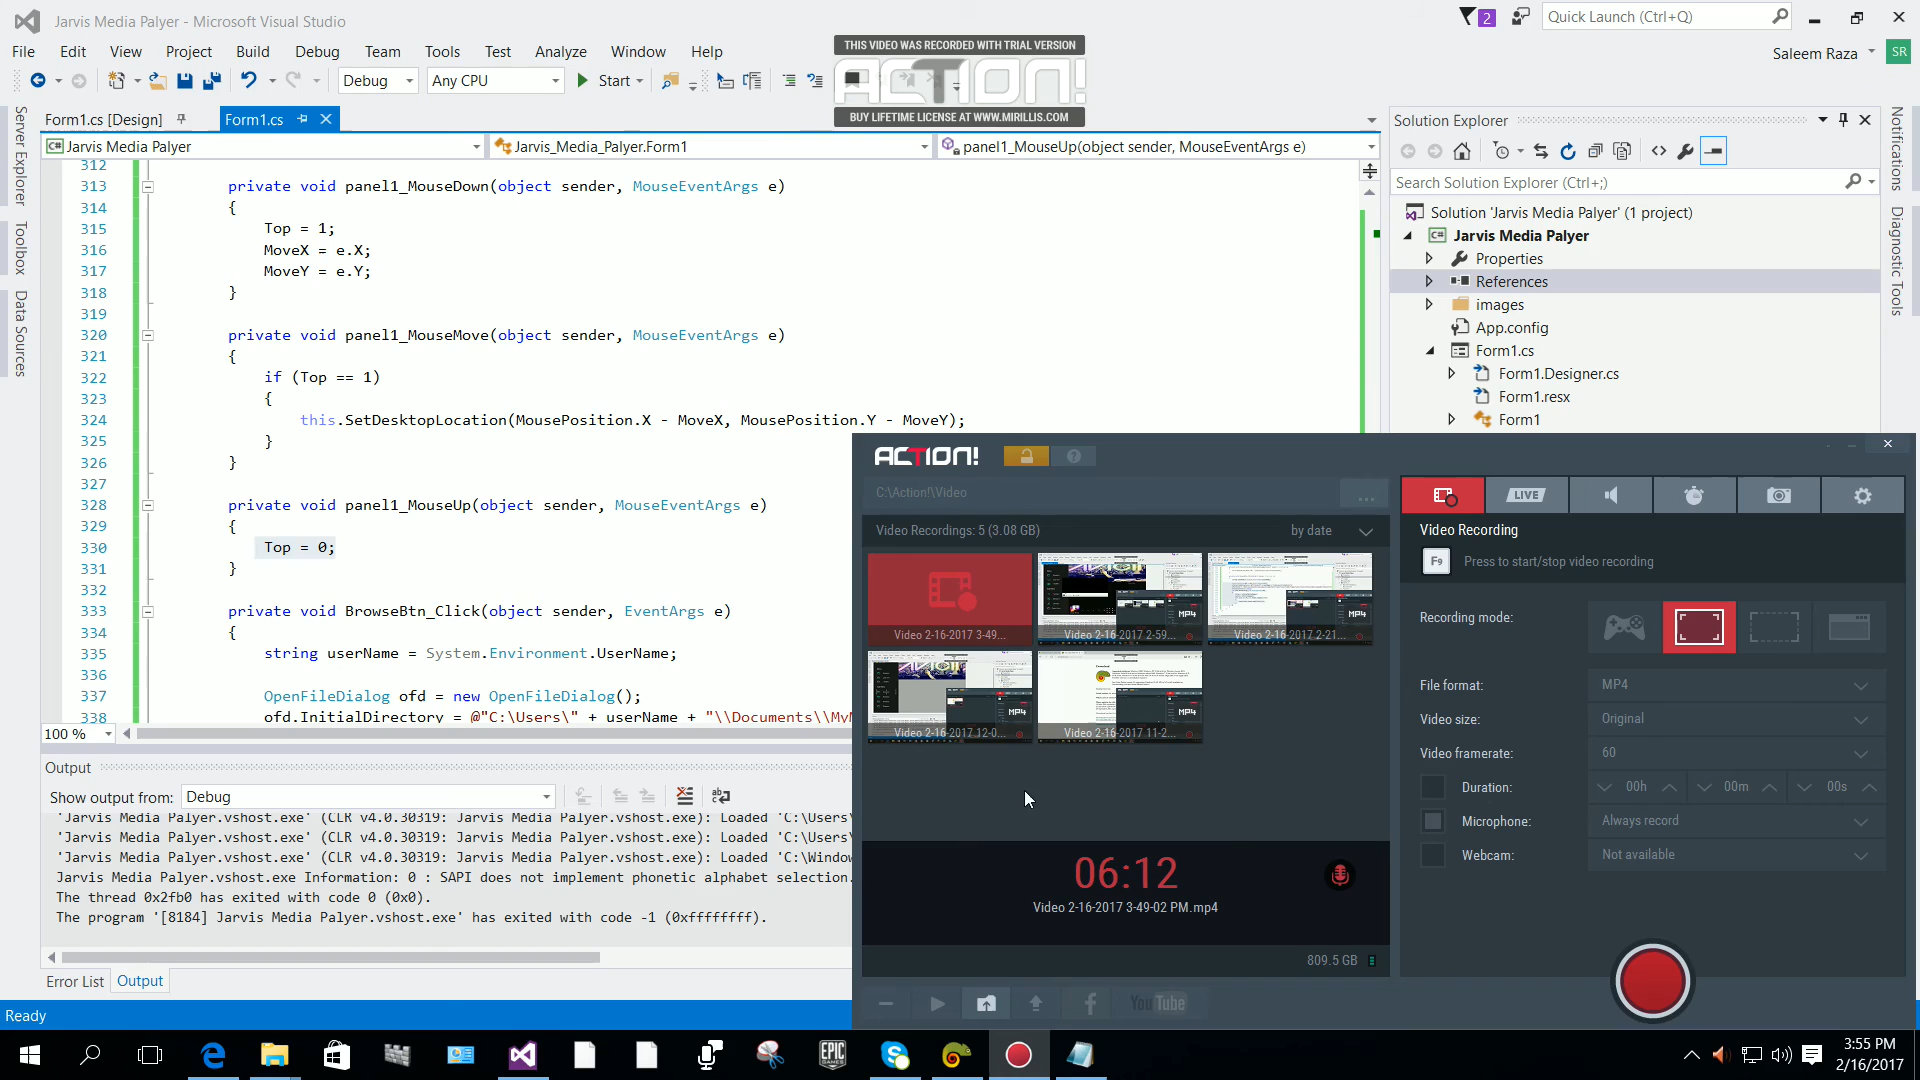 Jarvis Media Palyer - Microsoft Visual Studio
2
Quick Launch (Ctrl+Q)
File Edit View Project Build Debug Team Tools Test Analyze Window Help
Saleem Raza SR
THIS VIDEO WAS RECORDED WITH TRIAL VERSION
ACTION!
BUY LIFETIME LICENSE AT WWW.MIRILLIS.COM
Debug Any CPU Start
Form1.cs [Design] Form1.cs
Jarvis Media Palyer Jarvis_Media_Palyer.Form1 panel1_MouseUp(object sender, MouseEventArgs e)
Server Explorer
Toolbox
Data Sources
312
313 private void panel1_MouseDown(object sender, MouseEventArgs e)
314 {
315 Top = 1;
316 MoveX = e.X;
317 MoveY = e.Y;
318 }
319
320 private void panel1_MouseMove(object sender, MouseEventArgs e)
321 {
322 if (Top == 1)
323 {
324 this.SetDesktopLocation(MousePosition.X - MoveX, MousePosition.Y - MoveY);
325 }
326 }
327
328 private void panel1_MouseUp(object sender, MouseEventArgs e)
329 {
330 Top = 0;
331 }
332
333 private void BrowseBtn_Click(object sender, EventArgs e)
334 {
335 string userName = System.Environment.UserName;
336
337 OpenFileDialog ofd = new OpenFileDialog();
338 ofd.InitialDirectory = @"C:\Users\" + userName + "\\Documents\\MyM
100 %
Output
Show output from: Debug
'Jarvis Media Palyer.vshost.exe' (CLR v4.0.30319: Jarvis Media Palyer.vshost.exe): Loaded 'C:\Users\
'Jarvis Media Palyer.vshost.exe' (CLR v4.0.30319: Jarvis Media Palyer.vshost.exe): Loaded 'C:\Users\
'Jarvis Media Palyer.vshost.exe' (CLR v4.0.30319: Jarvis Media Palyer.vshost.exe): Loaded 'C:\Window
Jarvis Media Palyer.vshost.exe Information: 0 : SAPI does not implement phonetic alphabet selection.
The thread 0x2fb0 has exited with code 0 (0x0).
The program '[8184] Jarvis Media Palyer.vshost.exe' has exited with code -1 (0xffffffff).
Error List Output
Ready
Solution Explorer
Search Solution Explorer (Ctrl+;)
Solution 'Jarvis Media Palyer' (1 project)
C# Jarvis Media Palyer
Properties
References
images
App.config
Form1.cs
Form1.Designer.cs
Form1.resx
Form1
Notifications
Diagnostic Tools
ACTION!
C:\Action!\Video ...
Video Recordings: 5 (3.08 GB) by date
Video 2-16-2017 3-49... Video 2-16-2017 2-59... Video 2-16-2017 2-21...
Video 2-16-2017 12-0... Video 2-16-2017 11-2...
MP4 MP4
MP4 MP4
06:12
Video 2-16-2017 3-49-02 PM.mp4
809.5 GB
YouTube
LIVE
Video Recording
F9 Press to start/stop video recording
Recording mode:
File format: MP4
Video size: Original
Video framerate: 60
Duration: 00h 00m 00s
Microphone: Always record
Webcam: Not available
EPIC GAMES
3:55 PM
2/16/2017